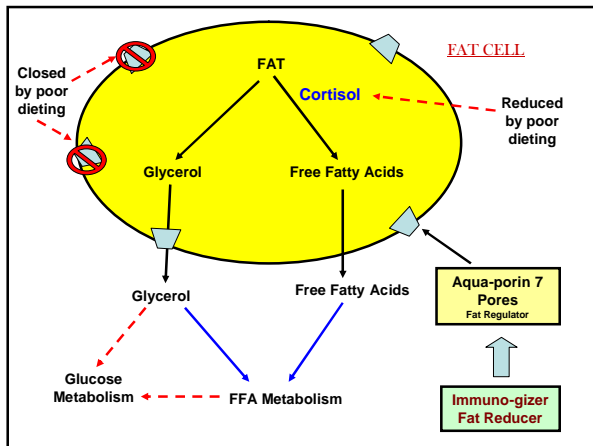 FAT CELL
Closed
by poor
dieting
FAT
Cortisol
Reduced
by poor
dieting
Glycerol
Free Fatty Acids
Glycerol
Free Fatty Acids
Aqua-porin 7
Pores
Fat Regulator
Glucose
Metabolism
FFA Metabolism
Immuno-gizer
Fat Reducer